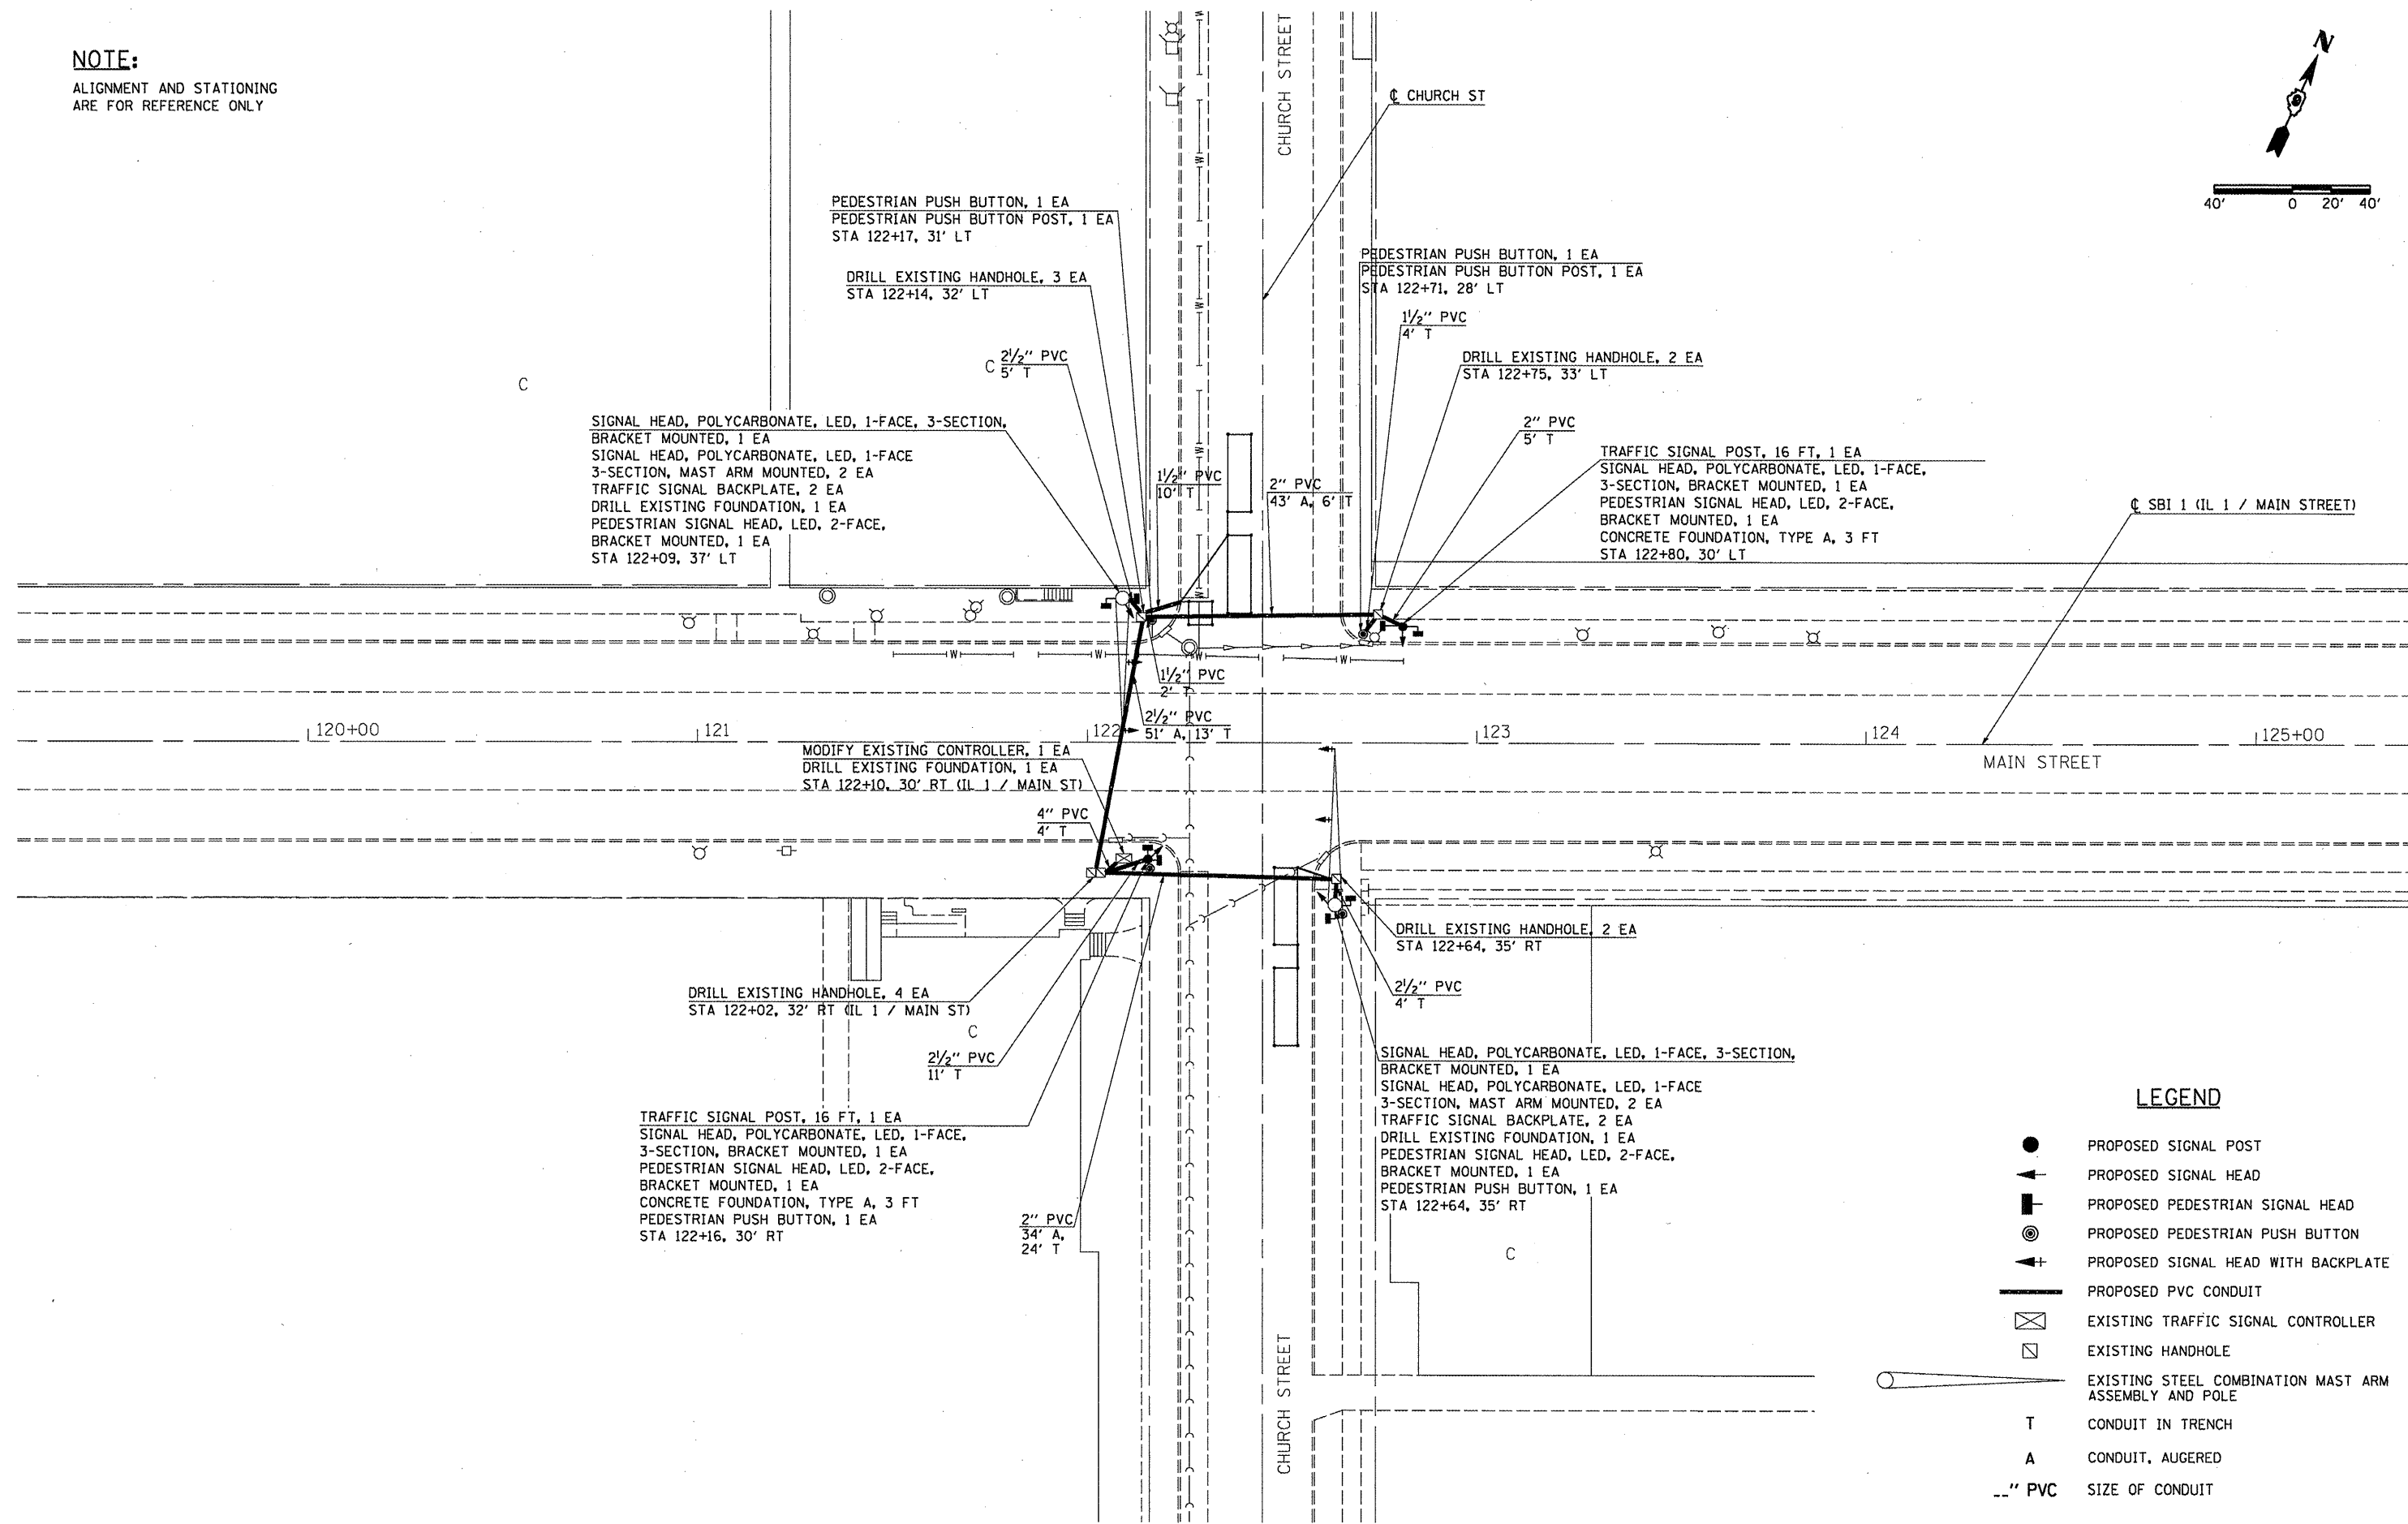 NOTE:
ALIGNMENT AND STATIONING
ARE FOR REFERENCE ONLY
CHURCH STREET
℄ CHURCH ST
N
40' 0 20' 40'
PEDESTRIAN PUSH BUTTON, 1 EA
PEDESTRIAN PUSH BUTTON POST, 1 EA
STA 122+17, 31' LT
DRILL EXISTING HANDHOLE, 3 EA
STA 122+14, 32' LT
C
2½" PVC
5' T
C
PEDESTRIAN PUSH BUTTON, 1 EA
PEDESTRIAN PUSH BUTTON POST, 1 EA
STA 122+71, 28' LT
1½" PVC
4' T
DRILL EXISTING HANDHOLE, 2 EA
STA 122+75, 33' LT
2" PVC
5' T
SIGNAL HEAD, POLYCARBONATE, LED, 1-FACE, 3-SECTION,
BRACKET MOUNTED, 1 EA
SIGNAL HEAD, POLYCARBONATE, LED, 1-FACE
3-SECTION, MAST ARM MOUNTED, 2 EA
TRAFFIC SIGNAL BACKPLATE, 2 EA
DRILL EXISTING FOUNDATION, 1 EA
PEDESTRIAN SIGNAL HEAD, LED, 2-FACE,
BRACKET MOUNTED, 1 EA
STA 122+09, 37' LT
1½" PVC
10' T
2" PVC
43' A, 6' T
TRAFFIC SIGNAL POST, 16 FT, 1 EA
SIGNAL HEAD, POLYCARBONATE, LED, 1-FACE,
3-SECTION, BRACKET MOUNTED, 1 EA
PEDESTRIAN SIGNAL HEAD, LED, 2-FACE,
BRACKET MOUNTED, 1 EA
CONCRETE FOUNDATION, TYPE A, 3 FT
STA 122+80, 30' LT
℄ SBI 1 (IL 1 / MAIN STREET)
W
W
W
W
W
W
W
W
W
W
1½" PVC
2' T
2½" PVC
51' A, 13' T
120+00
121
122
123
124
125+00
MAIN STREET
MODIFY EXISTING CONTROLLER, 1 EA
DRILL EXISTING FOUNDATION, 1 EA
STA 122+10, 30' RT (IL 1 / MAIN ST)
4" PVC
4' T
DRILL EXISTING HANDHOLE, 2 EA
STA 122+64, 35' RT
2½" PVC
4' T
DRILL EXISTING HANDHOLE, 4 EA
STA 122+02, 32' RT (IL 1 / MAIN ST)
C
2½" PVC
11' T
TRAFFIC SIGNAL POST, 16 FT, 1 EA
SIGNAL HEAD, POLYCARBONATE, LED, 1-FACE,
3-SECTION, BRACKET MOUNTED, 1 EA
PEDESTRIAN SIGNAL HEAD, LED, 2-FACE,
BRACKET MOUNTED, 1 EA
CONCRETE FOUNDATION, TYPE A, 3 FT
PEDESTRIAN PUSH BUTTON, 1 EA
STA 122+16, 30' RT
2" PVC
34' A,
24' T
SIGNAL HEAD, POLYCARBONATE, LED, 1-FACE, 3-SECTION,
BRACKET MOUNTED, 1 EA
SIGNAL HEAD, POLYCARBONATE, LED, 1-FACE
3-SECTION, MAST ARM MOUNTED, 2 EA
TRAFFIC SIGNAL BACKPLATE, 2 EA
DRILL EXISTING FOUNDATION, 1 EA
PEDESTRIAN SIGNAL HEAD, LED, 2-FACE,
BRACKET MOUNTED, 1 EA
PEDESTRIAN PUSH BUTTON, 1 EA
STA 122+64, 35' RT
C
CHURCH STREET
LEGEND
PROPOSED SIGNAL POST
PROPOSED SIGNAL HEAD
PROPOSED PEDESTRIAN SIGNAL HEAD
PROPOSED PEDESTRIAN PUSH BUTTON
PROPOSED SIGNAL HEAD WITH BACKPLATE
PROPOSED PVC CONDUIT
EXISTING TRAFFIC SIGNAL CONTROLLER
EXISTING HANDHOLE
EXISTING STEEL COMBINATION MAST ARM
ASSEMBLY AND POLE
T CONDUIT IN TRENCH
A CONDUIT, AUGERED
__" PVC SIZE OF CONDUIT